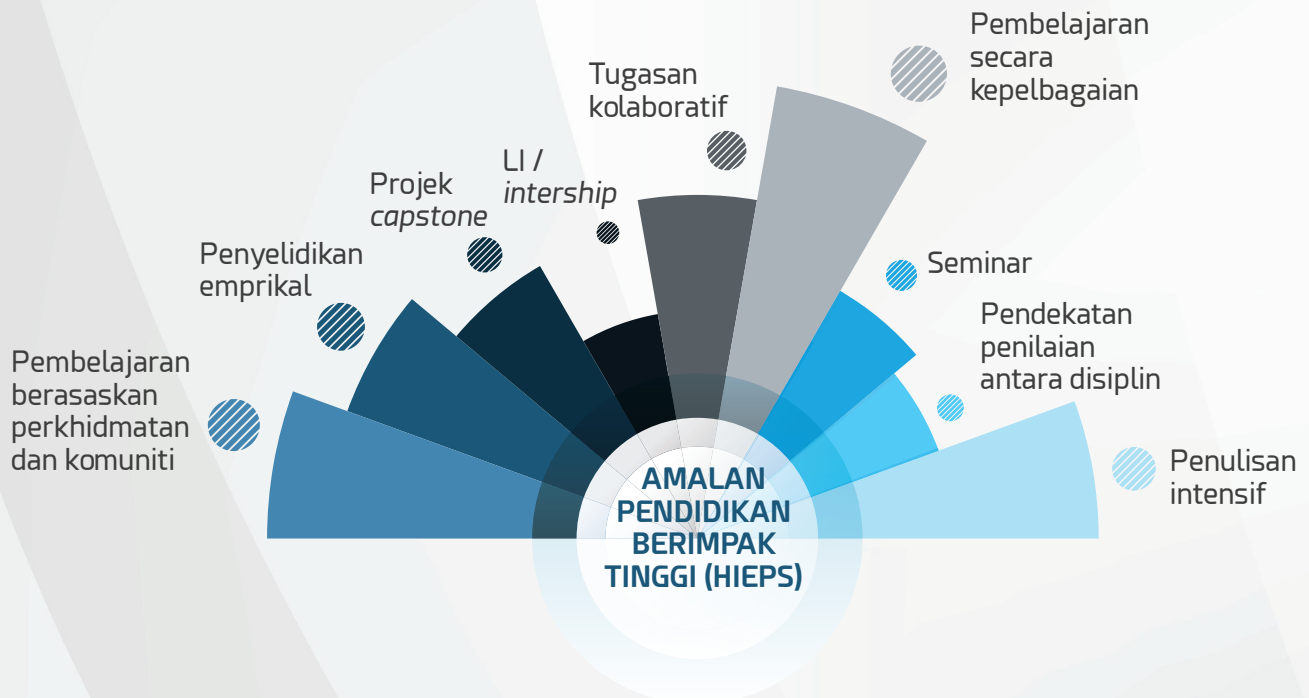 Pembelajaran
berasaskan
perkhidmatan
dan komuniti
Penyelidikan
emprikal
Projek
capstone
LI /
intership
Tugasan
kolaboratif
Pembelajaran
secara
kepelbagaian
Seminar
Pendekatan
penilaian
antara disiplin
Penulisan
intensif
AMALAN
PENDIDIKAN
BERIMPAK
TINGGI (HIEPS)